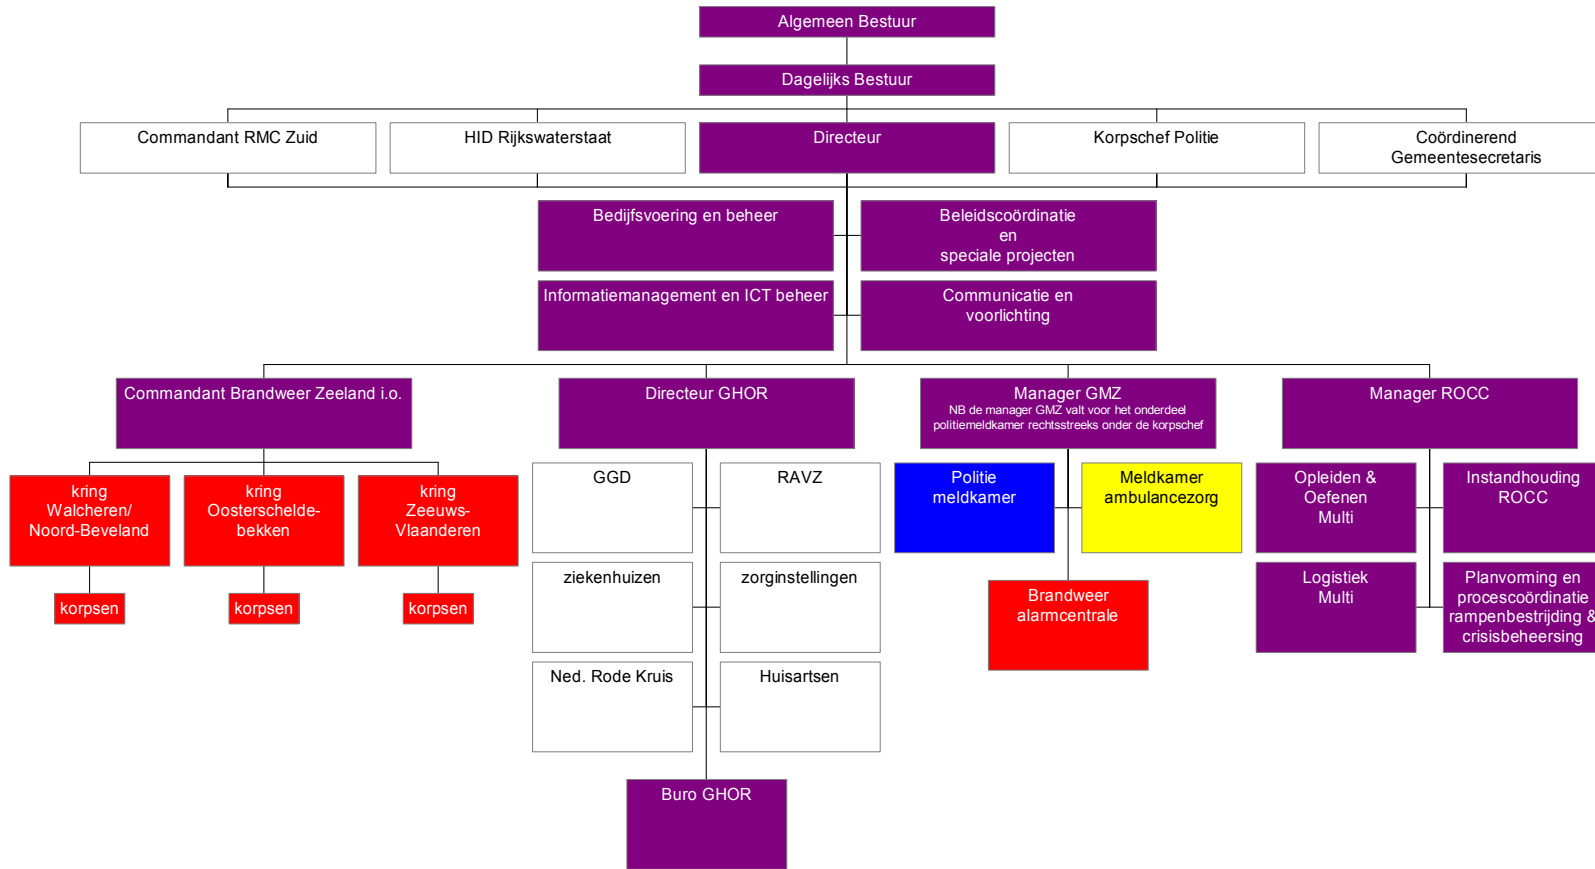 Algemeen Bestuur
Dagelijks Bestuur
Commandant RMC Zuid
HID Rijkswaterstaat
Directeur
Korpschef Politie
Coördinerend
Gemeentesecretaris
Bedijfsvoering en beheer
Beleidscoördinatie
en
speciale projecten
Informatiemanagement en ICT beheer
Communicatie en
voorlichting
Commandant Brandweer Zeeland i.o.
Directeur GHOR
Manager GMZ
NB de manager GMZ valt voor het onderdeel
politiemeldkamer rechtsstreeks onder de korpschef
Manager ROCC
kring
Walcheren/
Noord-Beveland
kring
Oosterschelde-
bekken
kring
Zeeuws-
Vlaanderen
korpsen
korpsen
korpsen
GGD
RAVZ
ziekenhuizen
zorginstellingen
Ned. Rode Kruis
Huisartsen
Buro GHOR
Politie
meldkamer
Meldkamer
ambulancezorg
Brandweer
alarmcentrale
Opleiden &
Oefenen
Multi
Instandhouding
ROCC
Logistiek
Multi
Planvorming en
procescoördinatie
rampenbestrijding &
crisisbeheersing